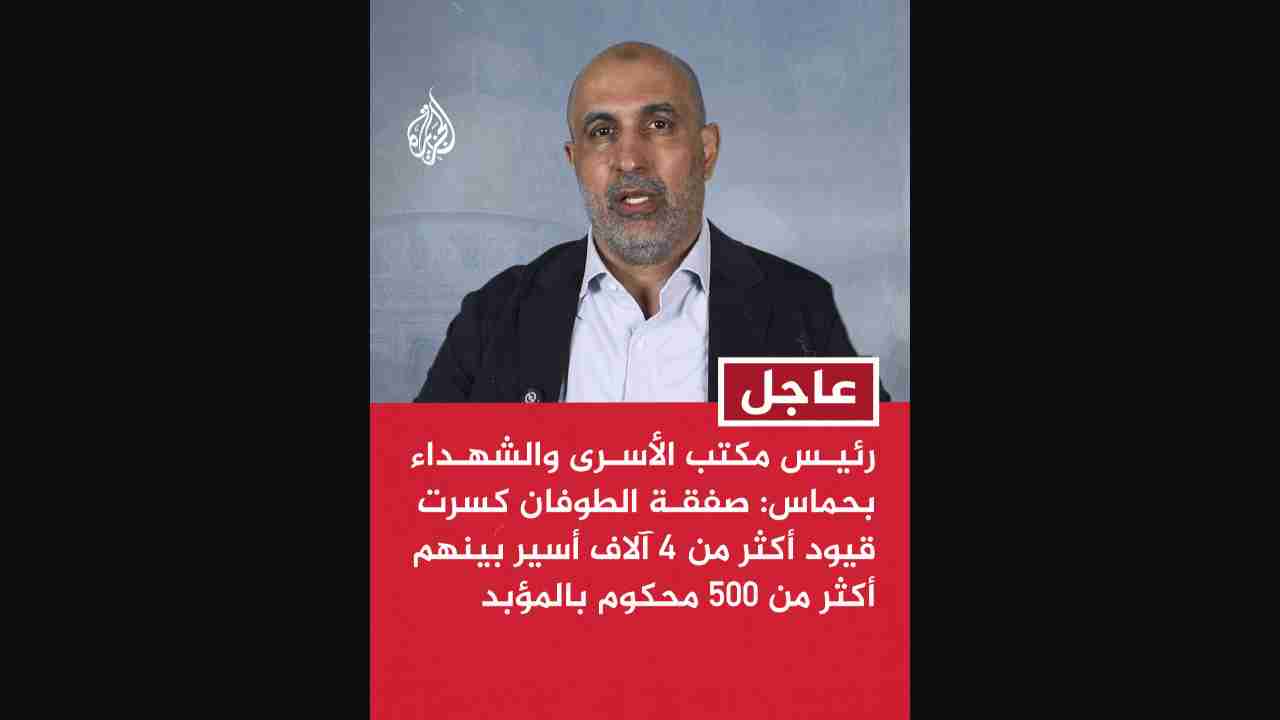 الجزيرة
عاجل
رئيس مكتب الأسرى والشهداء
بحماس: صفقة الطوفان كسرت
قيود أكثر من 4 آلاف أسير بينهم
أكثر من 500 محكوم بالمؤبد